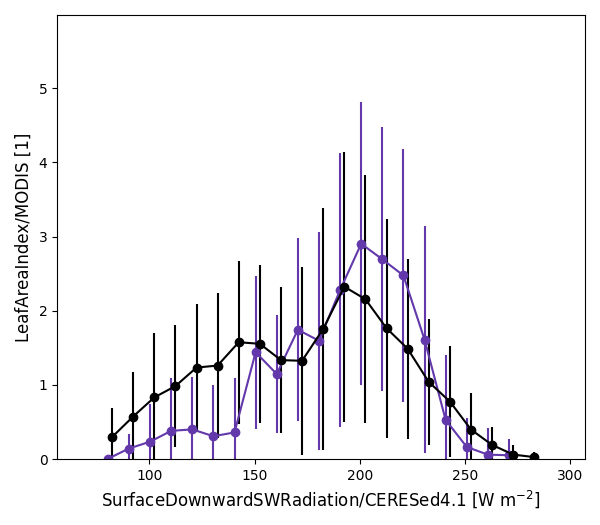 5
4
3
2
1
0
LeafAreaIndex/MODIS [1]
100 150 200 250 300
SurfaceDownwardSWRadiation/CERESed4.1 [W m⁻²]